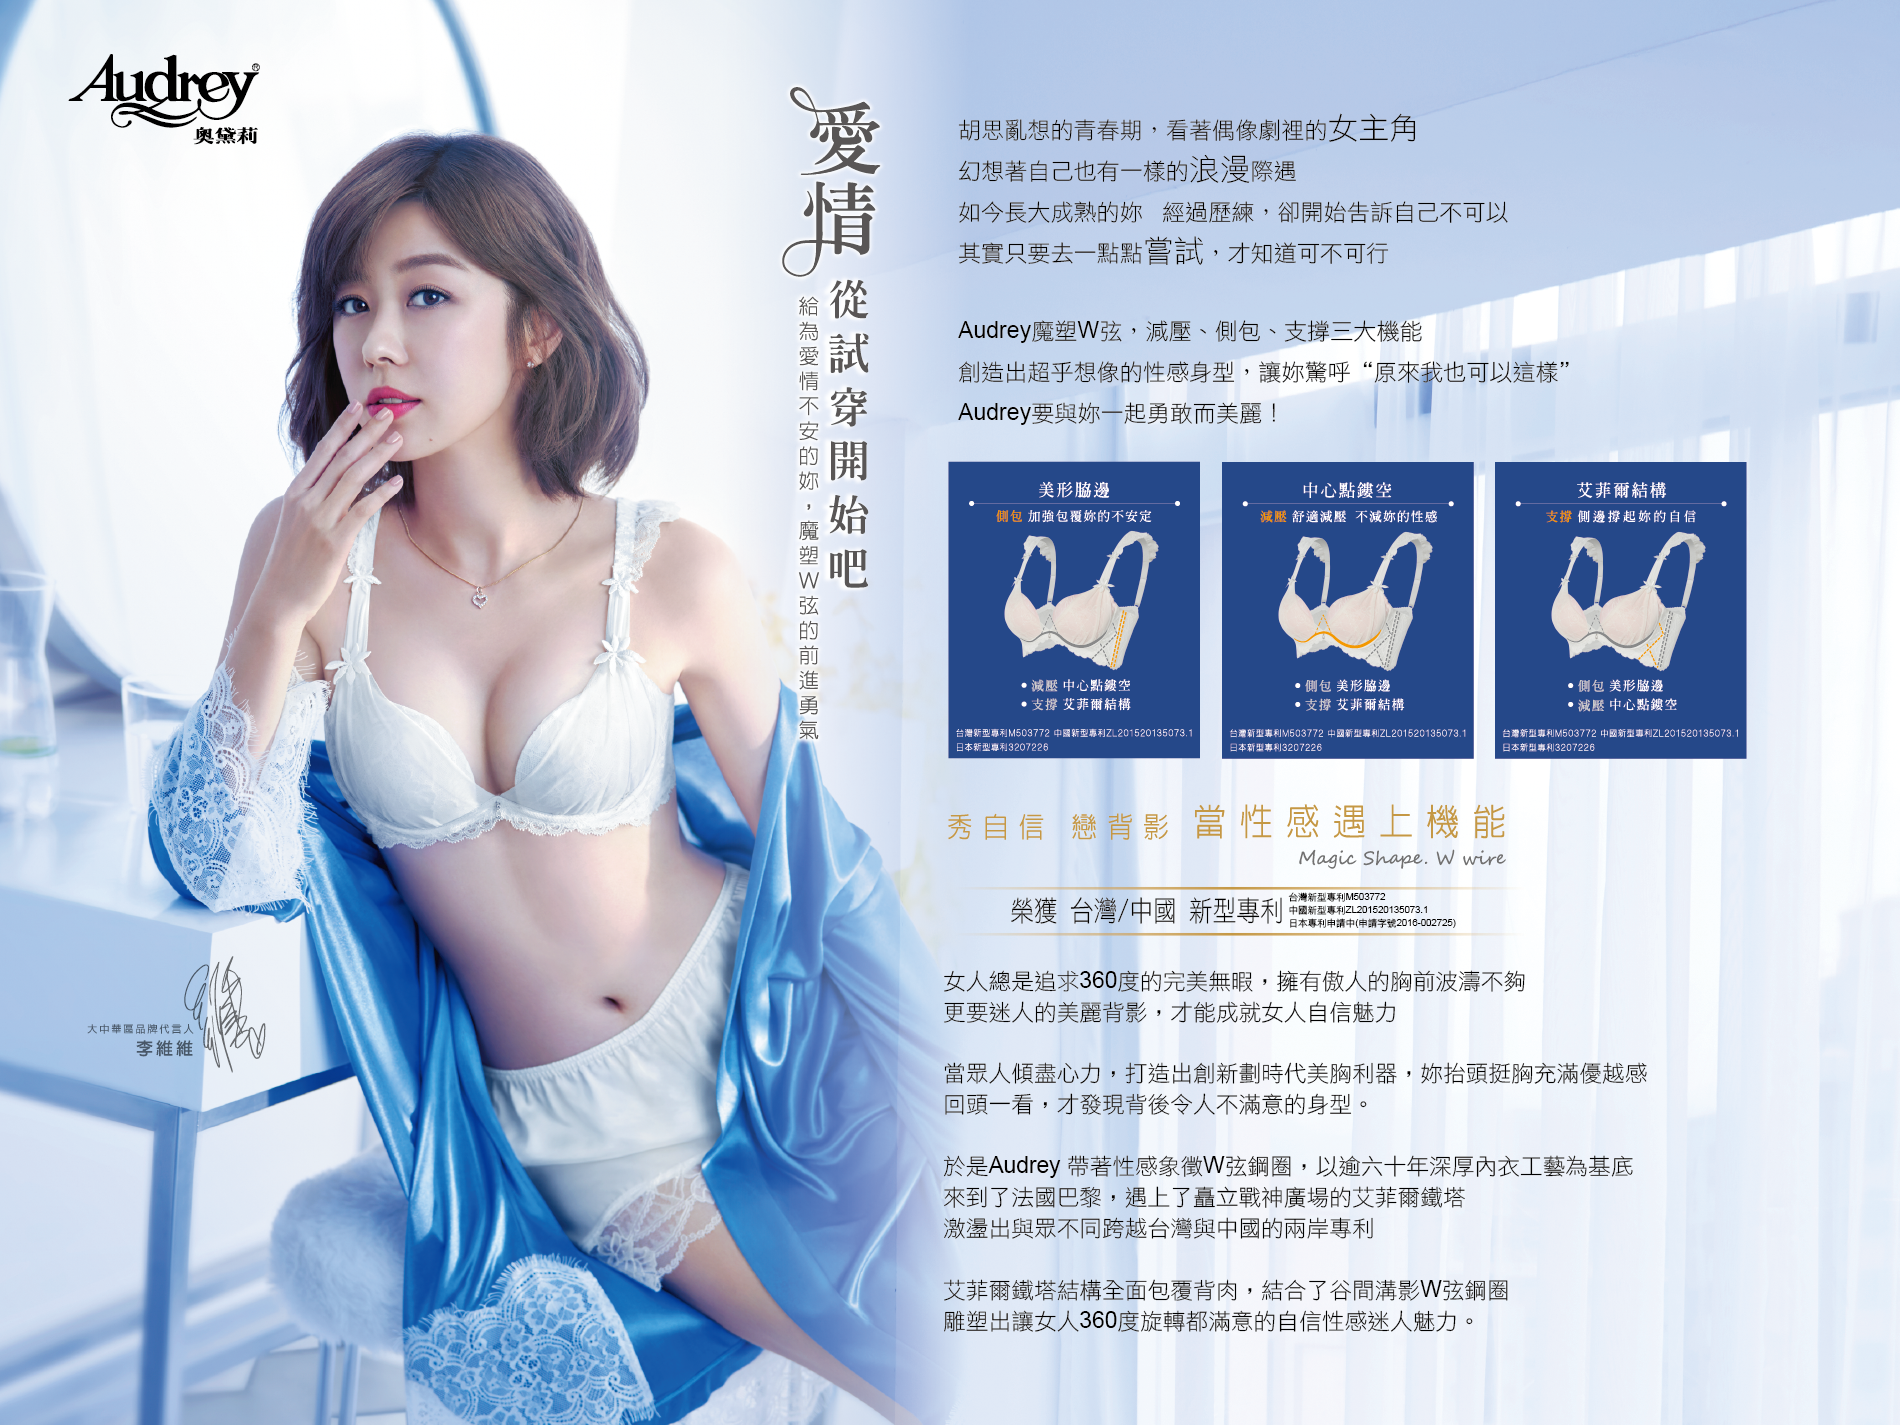 Audrey®
奧黛莉
愛情
從試穿開始吧
給為愛情不安的妳，魔塑W弦的前進勇氣
大中華區品牌代言人
李維維
胡思亂想的青春期，看著偶像劇裡的女主角
幻想著自己也有一樣的浪漫際遇
如今長大成熟的妳 經過歷練，卻開始告訴自己不可以
其實只要去一點點嘗試，才知道可不可行
Audrey魔塑W弦，減壓、側包、支撐三大機能
創造出超乎想像的性感身型，讓妳驚呼“原來我也可以這樣”
Audrey要與妳一起勇敢而美麗！
美形脇邊
側包 加強包覆妳的不安定
• 減壓 中心點鏤空
• 支撐 艾菲爾結構
台灣新型專利M503772 中國新型專利ZL201520135073.1
日本新型專利3207226
中心點鏤空
減壓 舒適減壓 不減妳的性感
• 側包 美形脇邊
• 支撐 艾菲爾結構
台灣新型專利M503772 中國新型專利ZL201520135073.1
日本新型專利3207226
艾菲爾結構
支撐 側邊撐起妳的自信
• 側包 美形脇邊
• 減壓 中心點鏤空
台灣新型專利M503772 中國新型專利ZL201520135073.1
日本新型專利3207226
秀自信 戀背影 當性感遇上機能
Magic Shape. W wire
榮獲 台灣/中國 新型專利
台灣新型專利M503772
中國新型專利ZL201520135073.1
日本專利申請中(申請字號2016-002725)
女人總是追求360度的完美無暇，擁有傲人的胸前波濤不夠
更要迷人的美麗背影，才能成就女人自信魅力
當眾人傾盡心力，打造出創新劃時代美胸利器，妳抬頭挺胸充滿優越感
回頭一看，才發現背後令人不滿意的身型。
於是Audrey 帶著性感象徵W弦鋼圈，以逾六十年深厚內衣工藝為基底
來到了法國巴黎，遇上了矗立戰神廣場的艾菲爾鐵塔
激盪出與眾不同跨越台灣與中國的兩岸專利
艾菲爾鐵塔結構全面包覆背肉，結合了谷間溝影W弦鋼圈
雕塑出讓女人360度旋轉都滿意的自信性感迷人魅力。